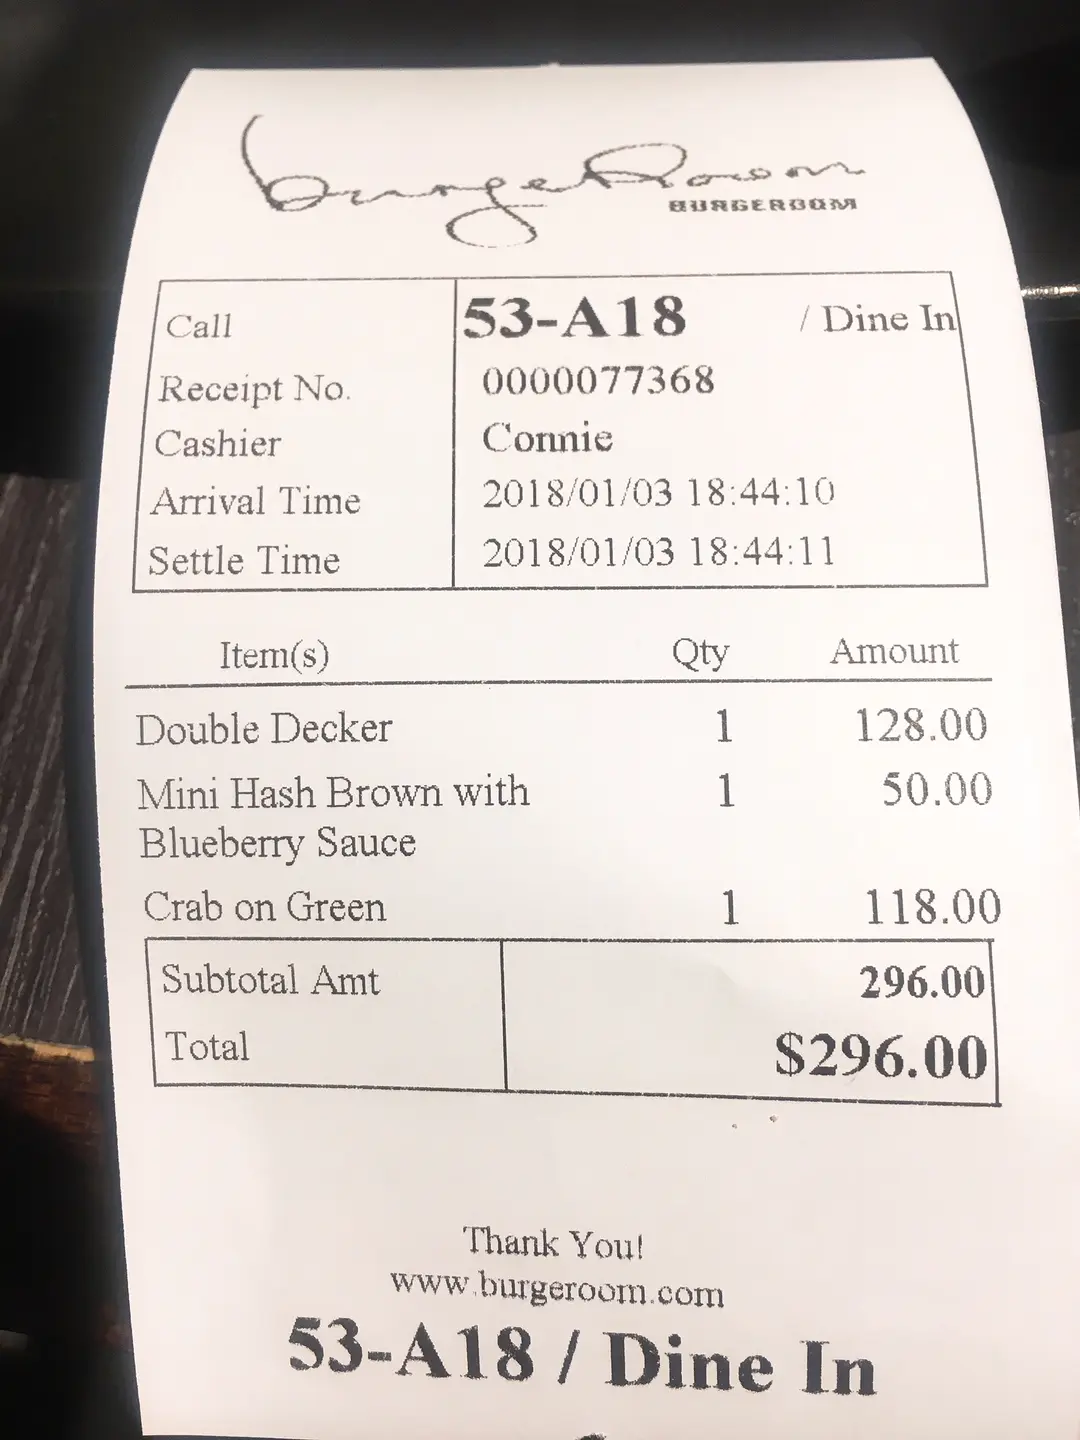 burgeRoom
BURGEROOM
Call 53-A18 / Dine In
Receipt No. 0000077368
Cashier Connie
Arrival Time 2018/01/03 18:44:10
Settle Time 2018/01/03 18:44:11
Item(s) Qty Amount
Double Decker 1 128.00
Mini Hash Brown with 1 50.00
Blueberry Sauce
Crab on Green 1 118.00
Subtotal Amt 296.00
Total $296.00
Thank You!
www.burgeroom.com
53-A18 / Dine In